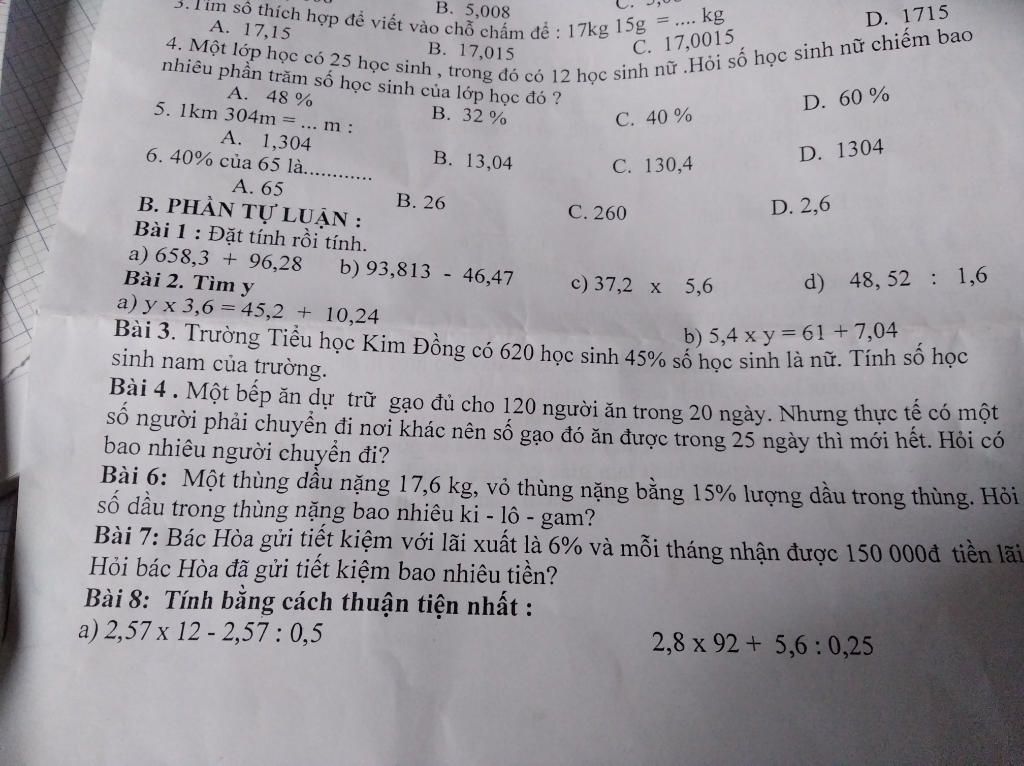 B. 5,008
3.Tìm số thích hợp để viết vào chỗ chấm để : 17kg 15g = .... kg
A. 17,15 B. 17,015 C. 17,0015 D. 1715
4. Một lớp học có 25 học sinh , trong đó có 12 học sinh nữ .Hỏi số học sinh nữ chiếm bao
nhiêu phần trăm số học sinh của lớp học đó ?
A. 48 % B. 32 % C. 40 % D. 60 %
5. 1km 304m = ... m :
A. 1,304 B. 13,04 C. 130,4 D. 1304
6. 40% của 65 là............
A. 65 B. 26 C. 260 D. 2,6
B. PHẦN TỰ LUẬN :
Bài 1 : Đặt tính rồi tính.
a) 658,3 + 96,28 b) 93,813 - 46,47 c) 37,2 x 5,6 d) 48, 52 : 1,6
Bài 2. Tìm y
a) y x 3,6 = 45,2 + 10,24 b) 5,4 x y = 61 + 7,04
Bài 3. Trường Tiểu học Kim Đồng có 620 học sinh 45% số học sinh là nữ. Tính số học
sinh nam của trường.
Bài 4 . Một bếp ăn dự trữ gạo đủ cho 120 người ăn trong 20 ngày. Nhưng thực tế có một
số người phải chuyển đi nơi khác nên số gạo đó ăn được trong 25 ngày thì mới hết. Hỏi có
bao nhiêu người chuyển đi?
Bài 6: Một thùng dầu nặng 17,6 kg, vỏ thùng nặng bằng 15% lượng dầu trong thùng. Hỏi
số dầu trong thùng nặng bao nhiêu ki - lô - gam?
Bài 7: Bác Hòa gửi tiết kiệm với lãi xuất là 6% và mỗi tháng nhận được 150 000đ tiền lãi
Hỏi bác Hòa đã gửi tiết kiệm bao nhiêu tiền?
Bài 8: Tính bằng cách thuận tiện nhất :
a) 2,57 x 12 - 2,57 : 0,5 2,8 x 92 + 5,6 : 0,25